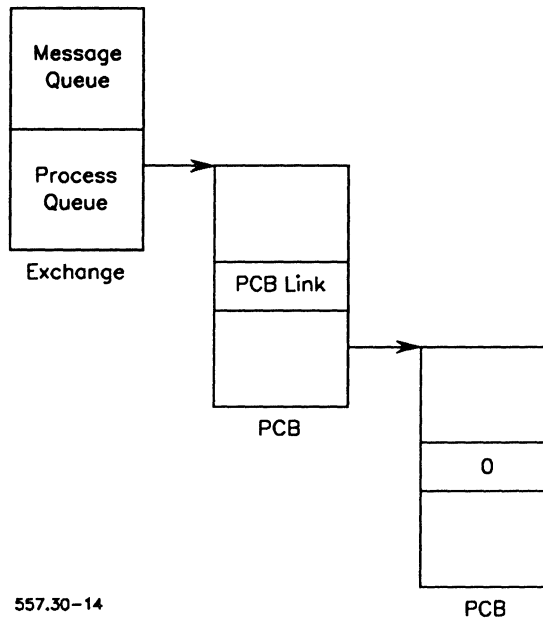 Message
Queue
Process
Queue
Exchange
PCB Link
PCB
0
PCB
557.30-14